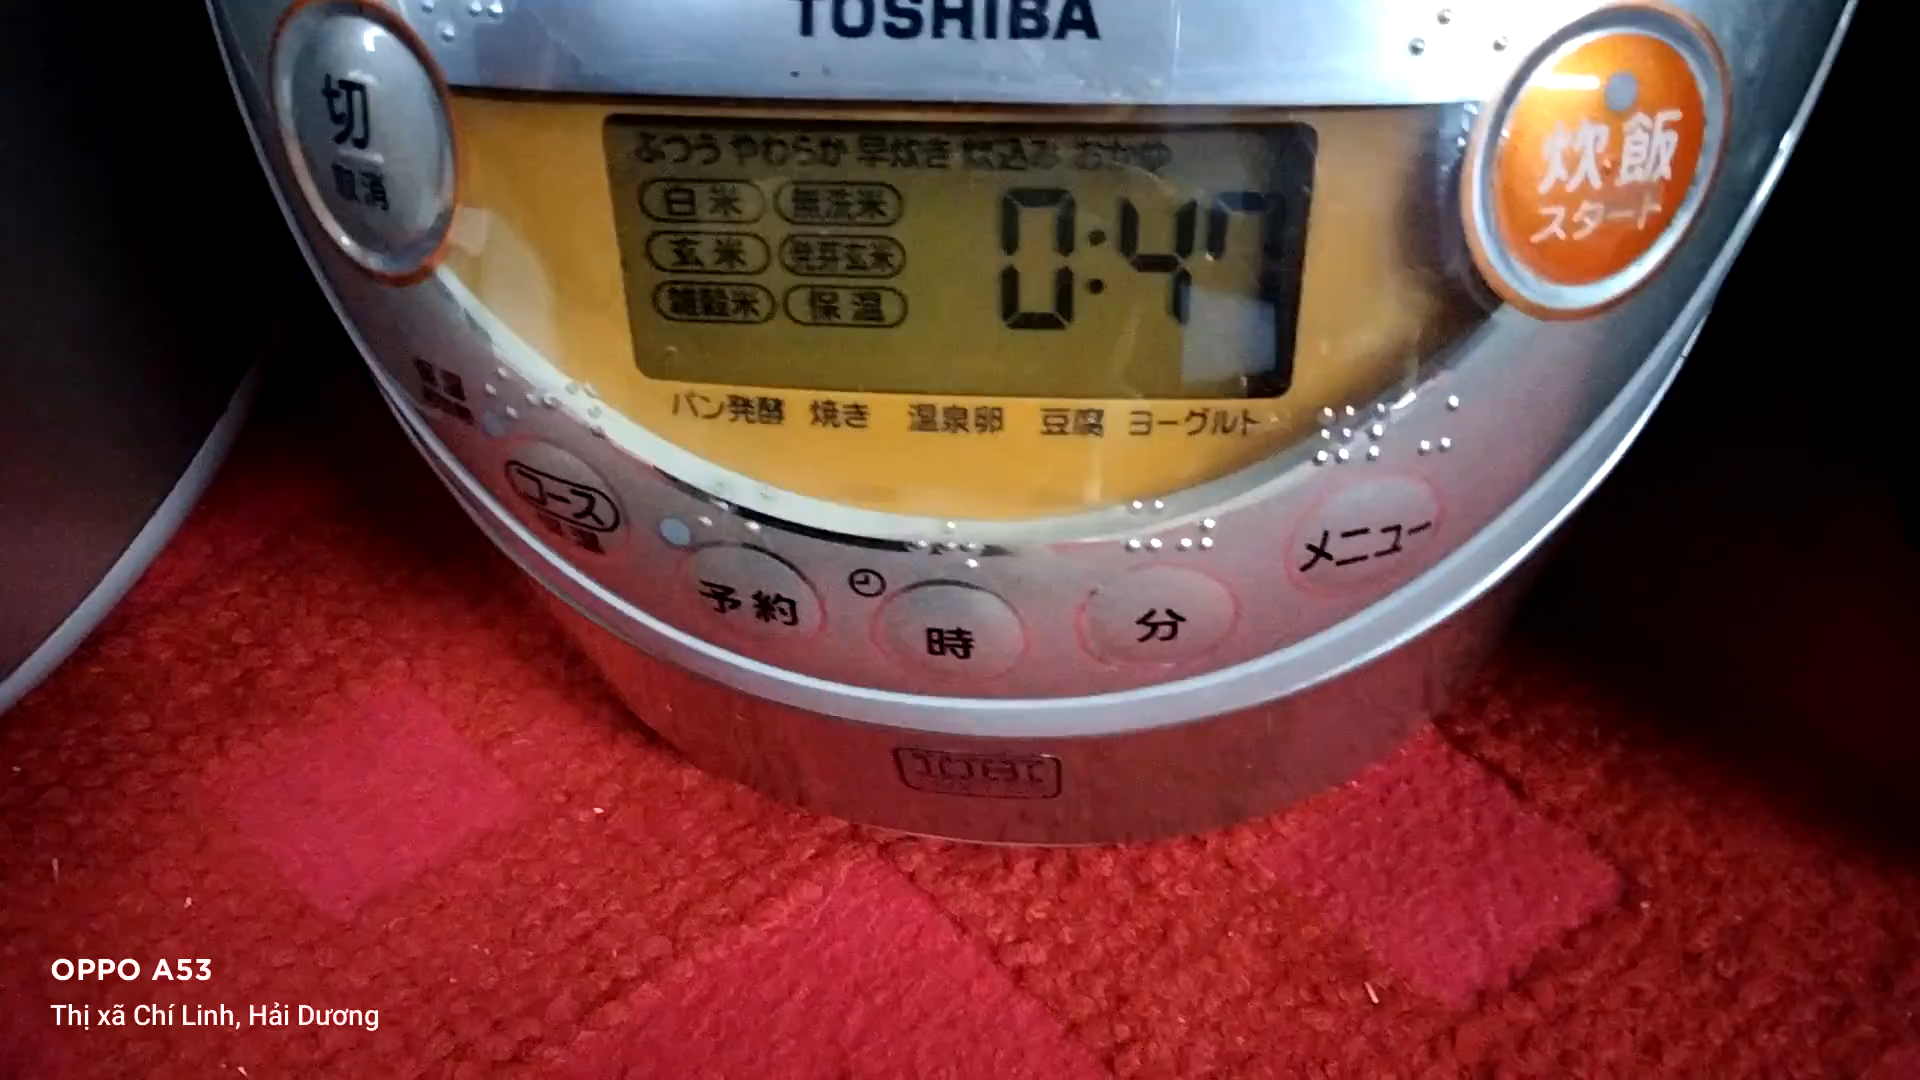 TOSHIBA
切
取消
炊飯
スタート
ふつう やわらか 早炊き 炊込み おかゆ
白米 無洗米
玄米 発芽玄米
雑穀米 保温
0:47
パン発酵 焼き 温泉卵 豆腐 ヨーグルト
保温
コース
保温
予約
時
分
メニュー
OPPO A53
Thị xã Chí Linh, Hải Dương